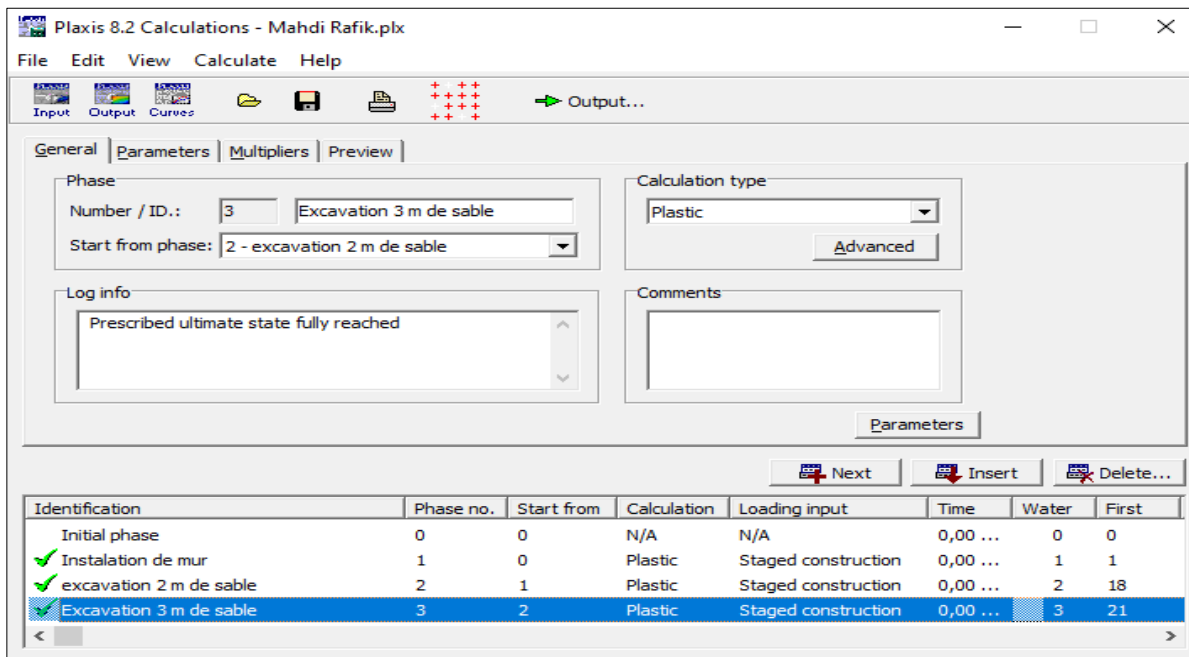 Plaxis 8.2 Calculations - Mahdi Rafik.plx
File Edit View Calculate Help
Input Output Curves Output...
General Parameters Multipliers Preview
Phase
Number / ID.: 3 Excavation 3 m de sable
Start from phase: 2 - excavation 2 m de sable
Calculation type
Plastic
Advanced
Log info
Prescribed ultimate state fully reached
Comments
Parameters
Next Insert Delete...
Identification Phase no. Start from Calculation Loading input Time Water First
Initial phase 0 0 N/A N/A 0,00 ... 0 0
Instalation de mur 1 0 Plastic Staged construction 0,00 ... 1 1
excavation 2 m de sable 2 1 Plastic Staged construction 0,00 ... 2 18
Excavation 3 m de sable 3 2 Plastic Staged construction 0,00 ... 3 21